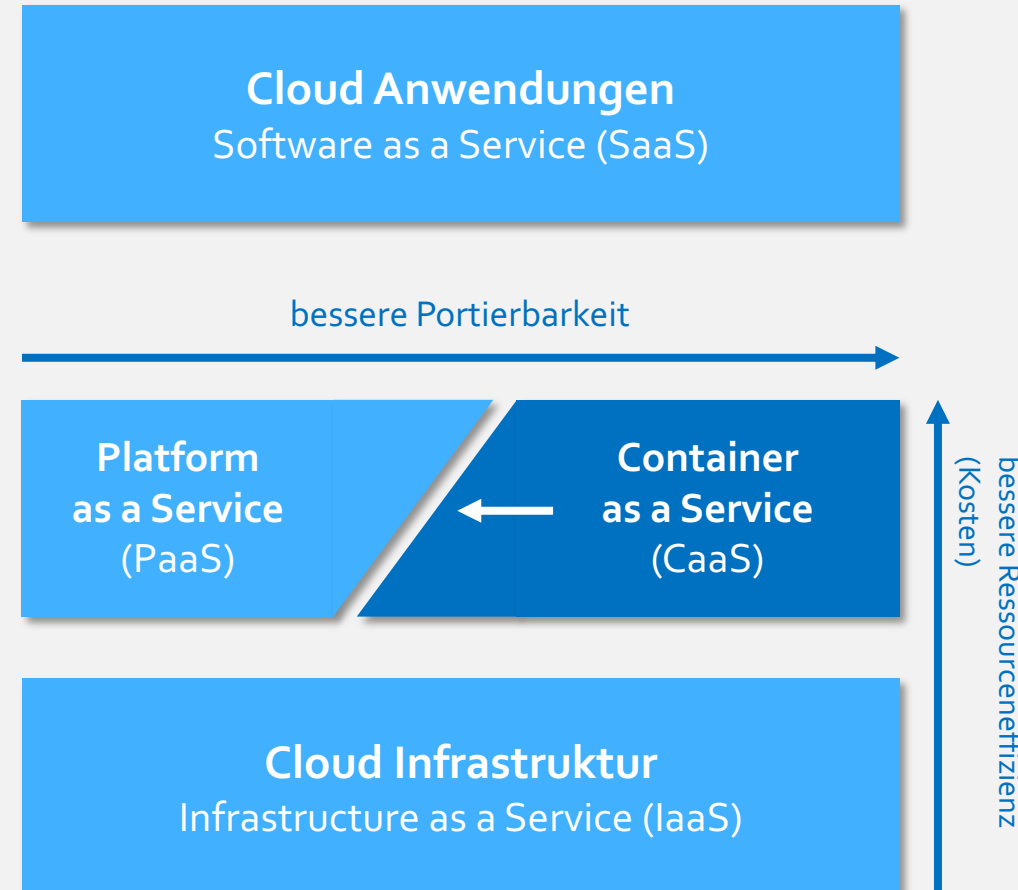 Cloud Anwendungen
Software as a Service (SaaS)
bessere Portierbarkeit
Platform
as a Service
(PaaS)
Container
as a Service
(CaaS)
bessere Ressourceneffizienz
(Kosten)
Cloud Infrastruktur
Infrastructure as a Service (IaaS)